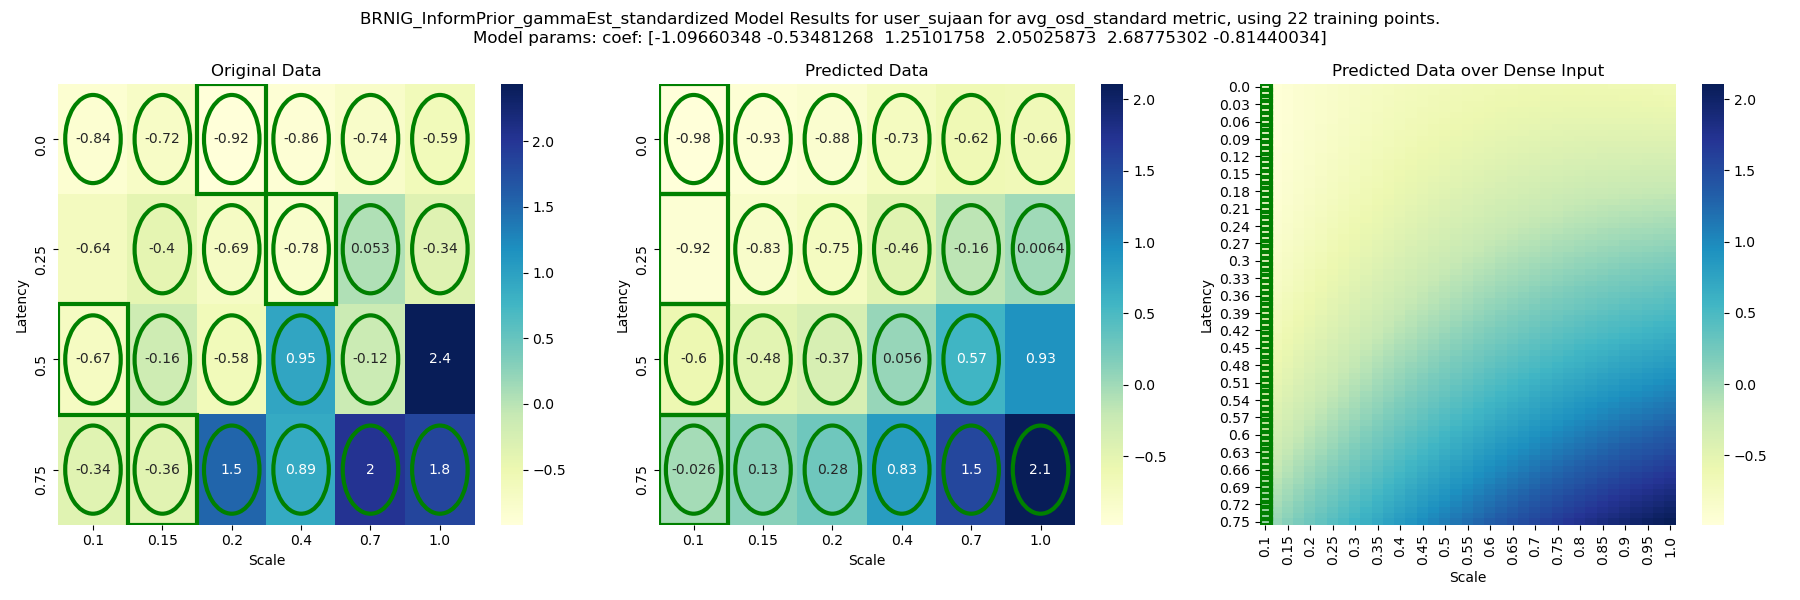 BRNIG_InformPrior_gammaEst_standardized Model Results for user_sujaan for avg_osd_standard metric, using 22 training points.
Model params: coef: [-1.09660348 -0.53481268  1.25101758  2.05025873  2.68775302 -0.81440034]
Original Data
Latency
0.0
-0.84 -0.72 -0.92 -0.86 -0.74 -0.59
0.25
-0.64 -0.4 -0.69 -0.78 0.053 -0.34
0.5
-0.67 -0.16 -0.58 0.95 -0.12 2.4
0.75
-0.34 -0.36 1.5 0.89 2 1.8
0.1 0.15 0.2 0.4 0.7 1.0
Scale
2.0
1.5
1.0
0.5
0.0
−0.5
Predicted Data
Latency
0.0
-0.98 -0.93 -0.88 -0.73 -0.62 -0.66
0.25
-0.92 -0.83 -0.75 -0.46 -0.16 0.0064
0.5
-0.6 -0.48 -0.37 0.056 0.57 0.93
0.75
-0.026 0.13 0.28 0.83 1.5 2.1
0.1 0.15 0.2 0.4 0.7 1.0
Scale
2.0
1.5
1.0
0.5
0.0
−0.5
Predicted Data over Dense Input
Latency
0.0
0.03
0.06
0.09
0.12
0.15
0.18
0.21
0.24
0.27
0.3
0.33
0.36
0.39
0.42
0.45
0.48
0.51
0.54
0.57
0.6
0.63
0.66
0.69
0.72
0.75
0.1 0.15 0.2 0.25 0.3 0.35 0.4 0.45 0.5 0.55 0.6 0.65 0.7 0.75 0.8 0.85 0.9 0.95 1.0
Scale
2.0
1.5
1.0
0.5
0.0
−0.5